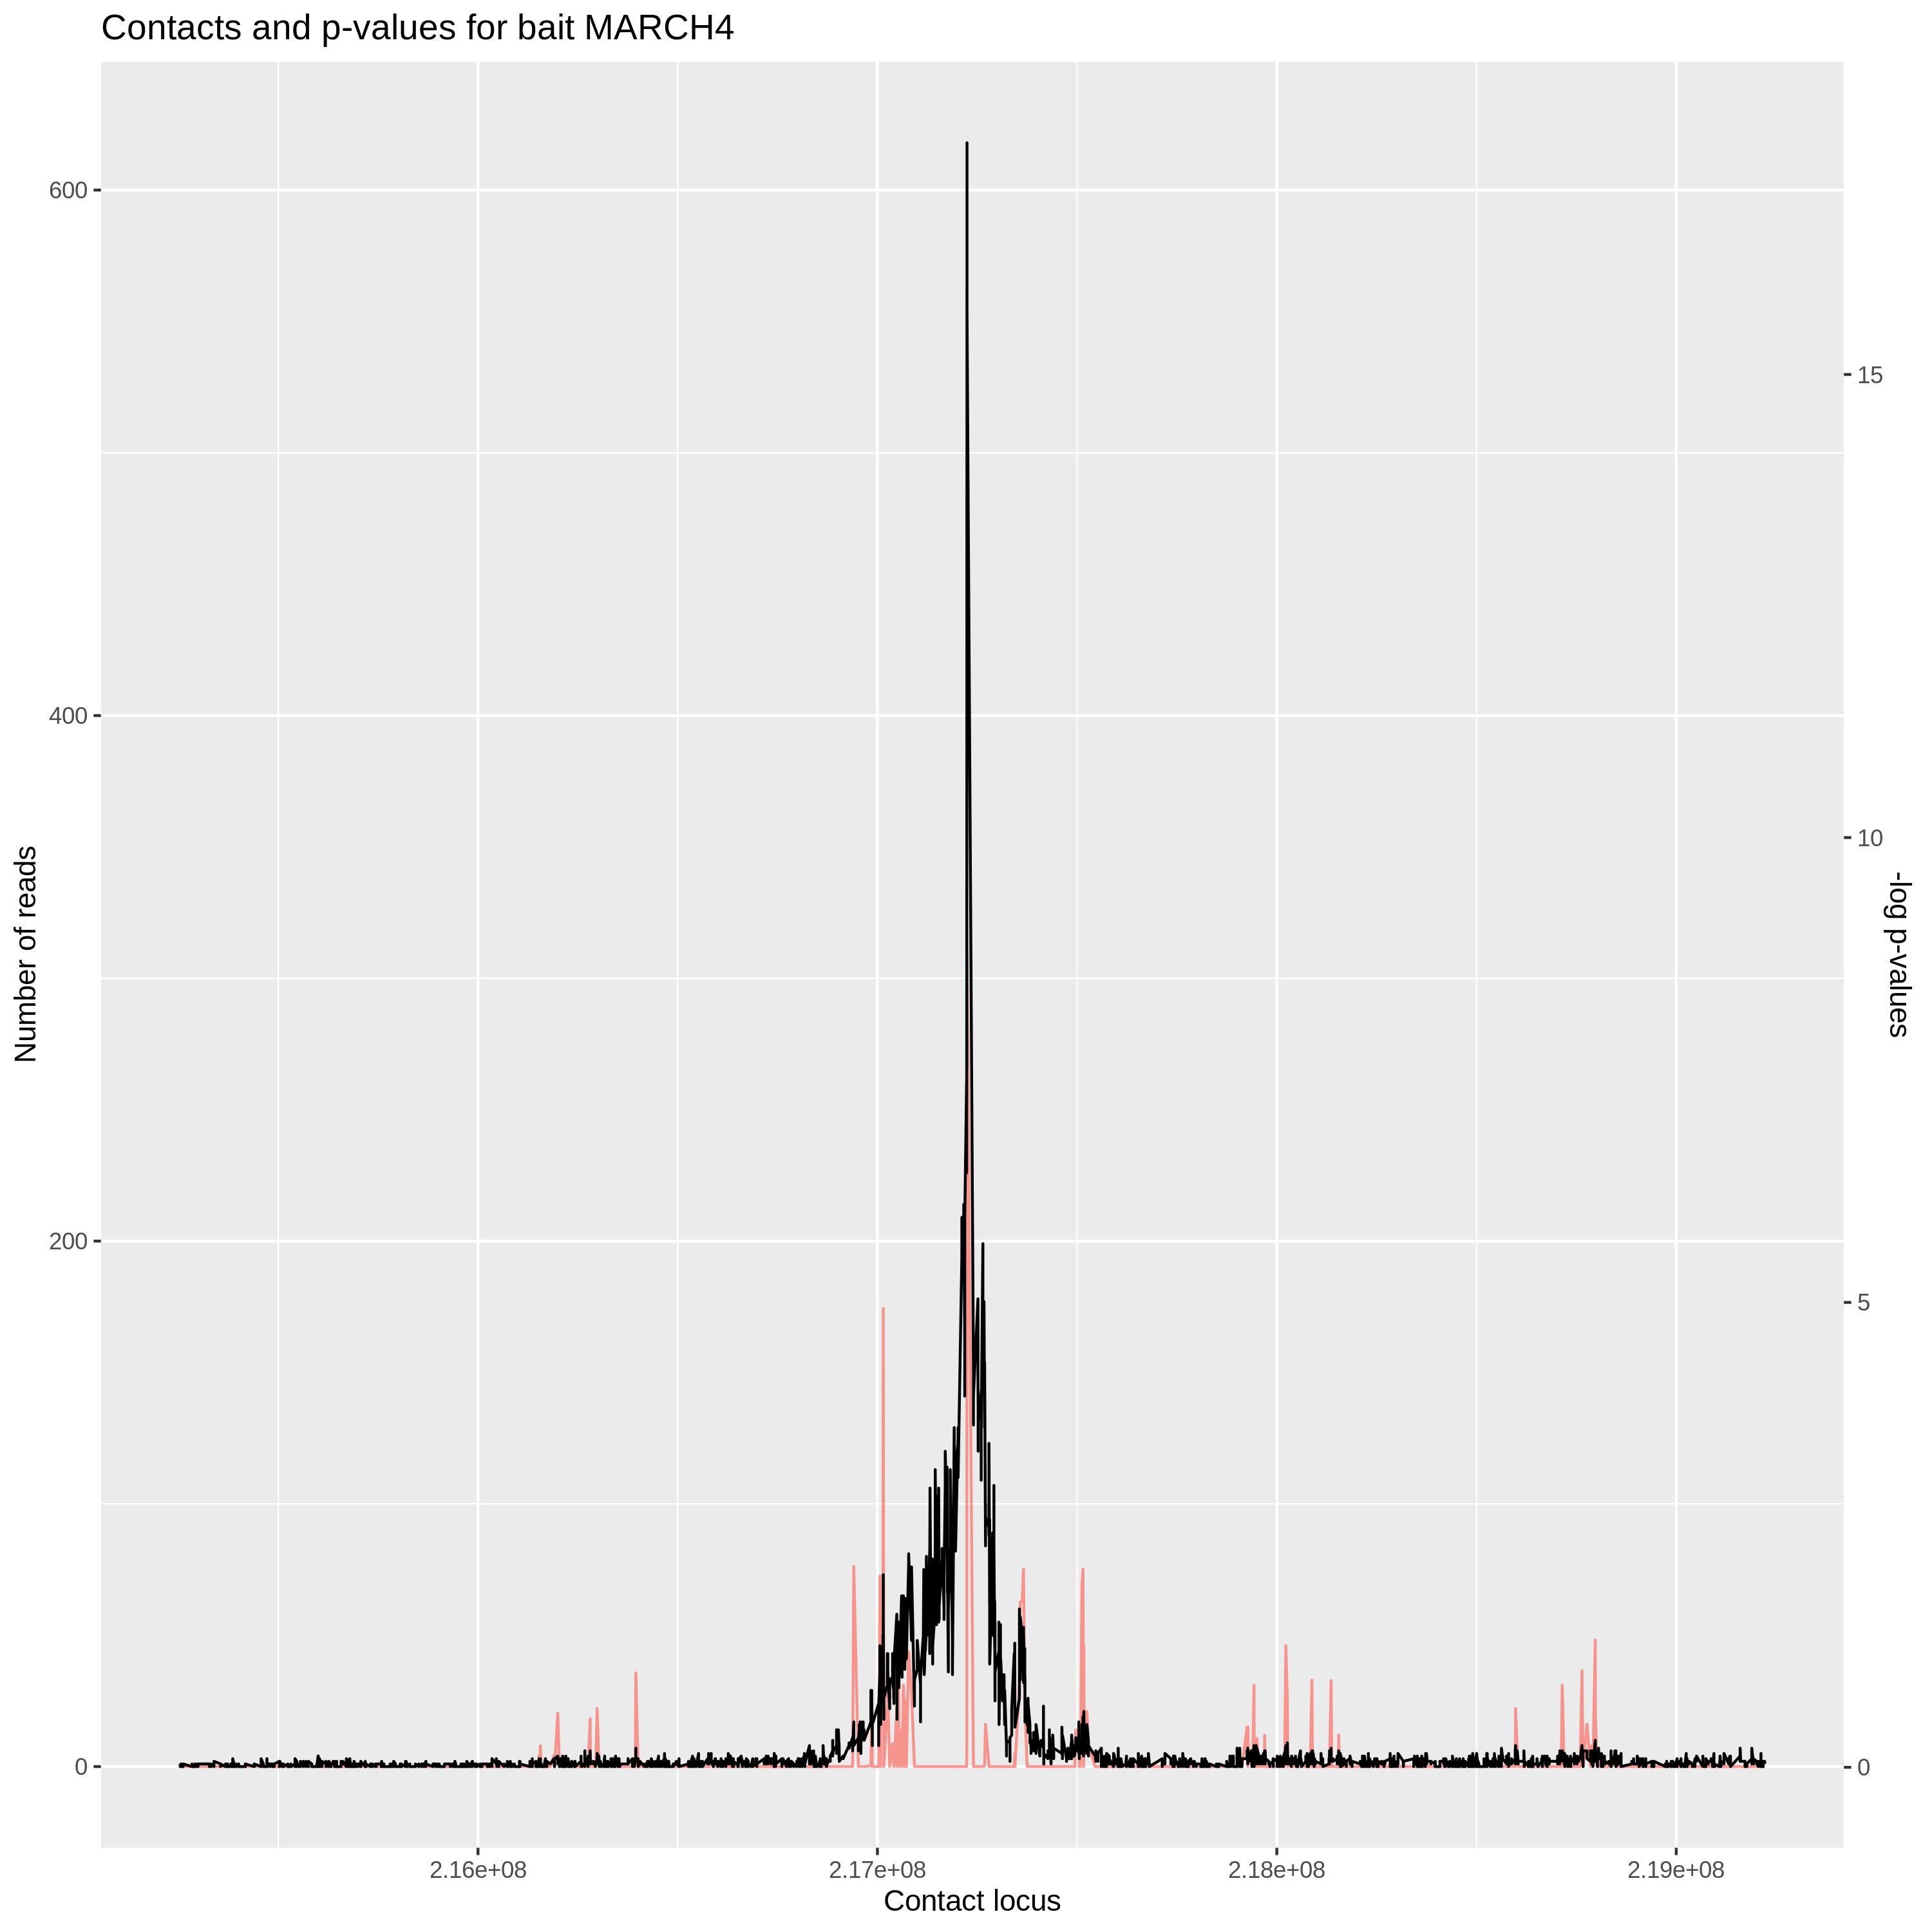 Contacts and p-values for bait MARCH4
600
400
200
0
15
10
5
0
Number of reads
-log p-values
2.16e+08
2.17e+08
2.18e+08
2.19e+08
Contact locus